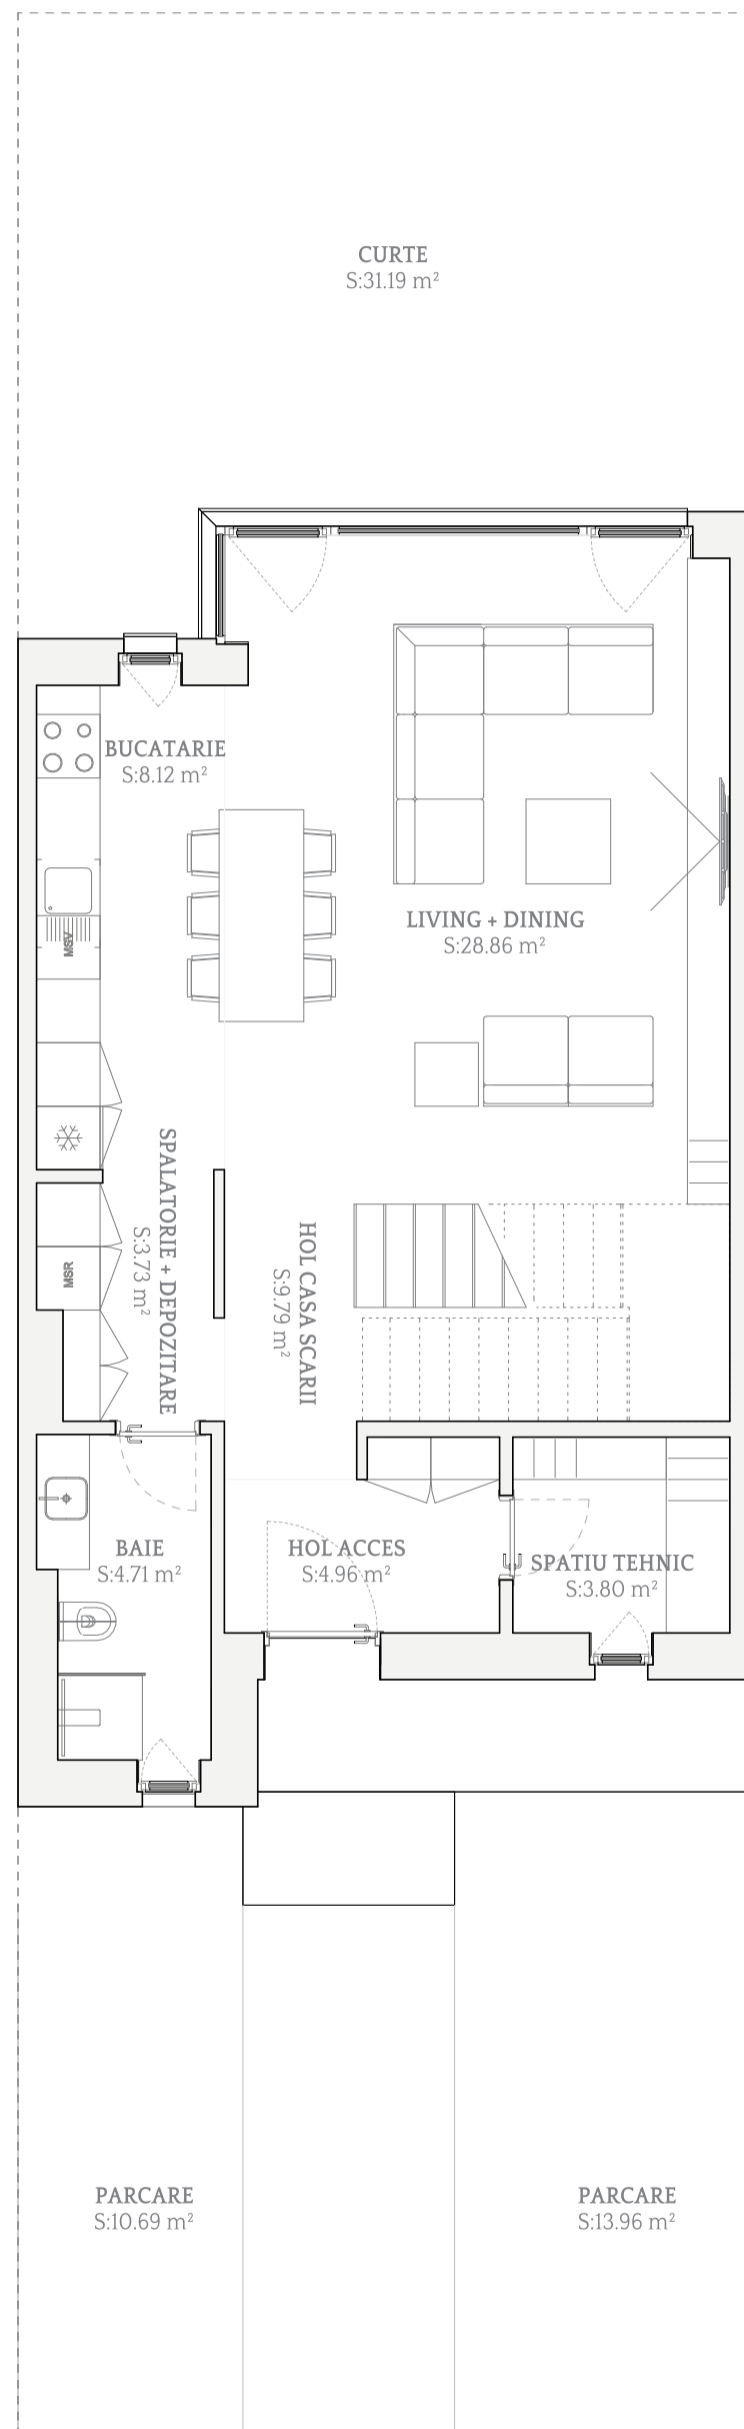 CURTE
S:31.19 m²
BUCATARIE
S:8.12 m²
LIVING + DINING
S:28.86 m²
MSV
SPALATORIE + DEPOZITARE
S:3.73 m²
HOL CASA SCARII
S:9.79 m²
MSR
BAIE
S:4.71 m²
HOL ACCES
S:4.96 m²
SPATIU TEHNIC
S:3.80 m²
PARCARE
S:10.69 m²
PARCARE
S:13.96 m²